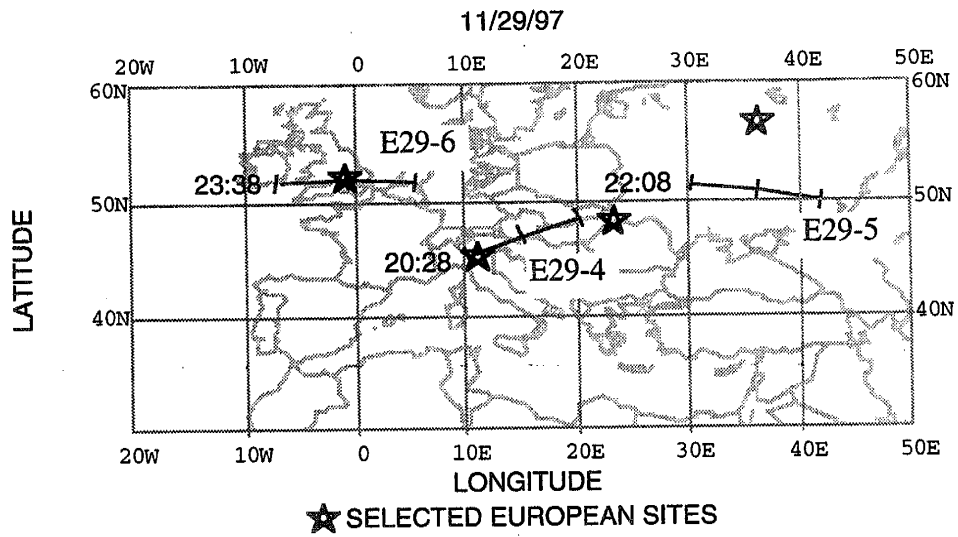 11/29/97
20W 10W 0 10E 20E 30E 40E 50E
60N 60N
E29-6
23:38 22:08
50N 50N
E29-5
20:28 E29-4
40N 40N
LATITUDE
20W 10W 0 10E 20E 30E 40E 50E
LONGITUDE
SELECTED EUROPEAN SITES